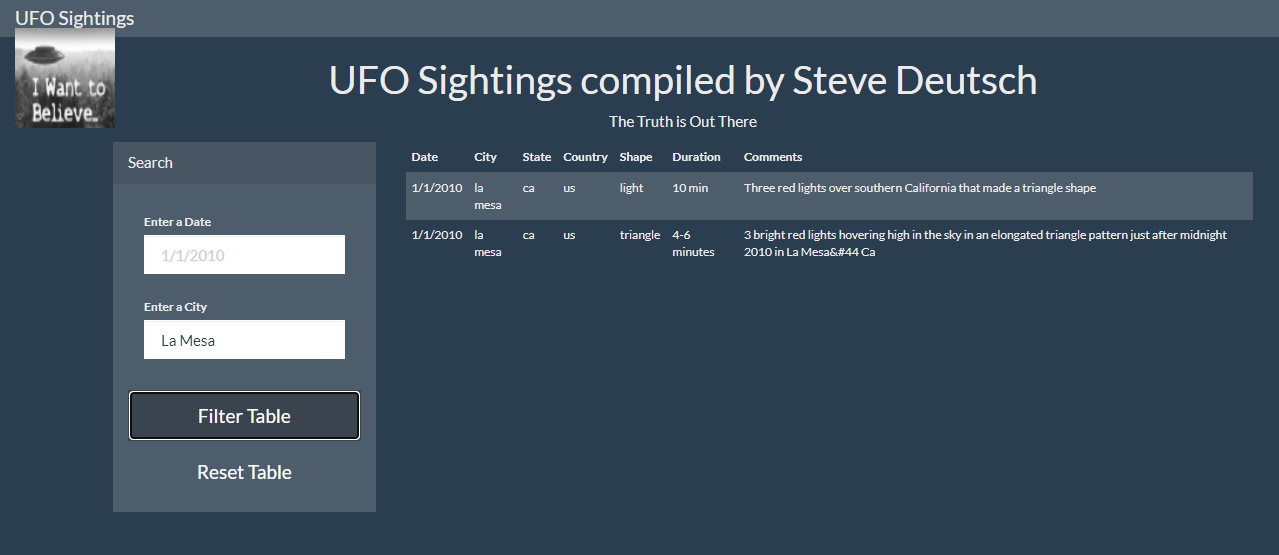 UFO Sightings
I Want to
Believe..
UFO Sightings compiled by Steve Deutsch
The Truth is Out There
Search
Enter a Date
1/1/2010
Enter a City
La Mesa
Filter Table
Reset Table
Date City State Country Shape Duration Comments
1/1/2010 la mesa ca us light 10 min Three red lights over southern California that made a triangle shape
1/1/2010 la mesa ca us triangle 4-6 minutes 3 bright red lights hovering high in the sky in an elongated triangle pattern just after midnight
2010 in La Mesa&#44 Ca